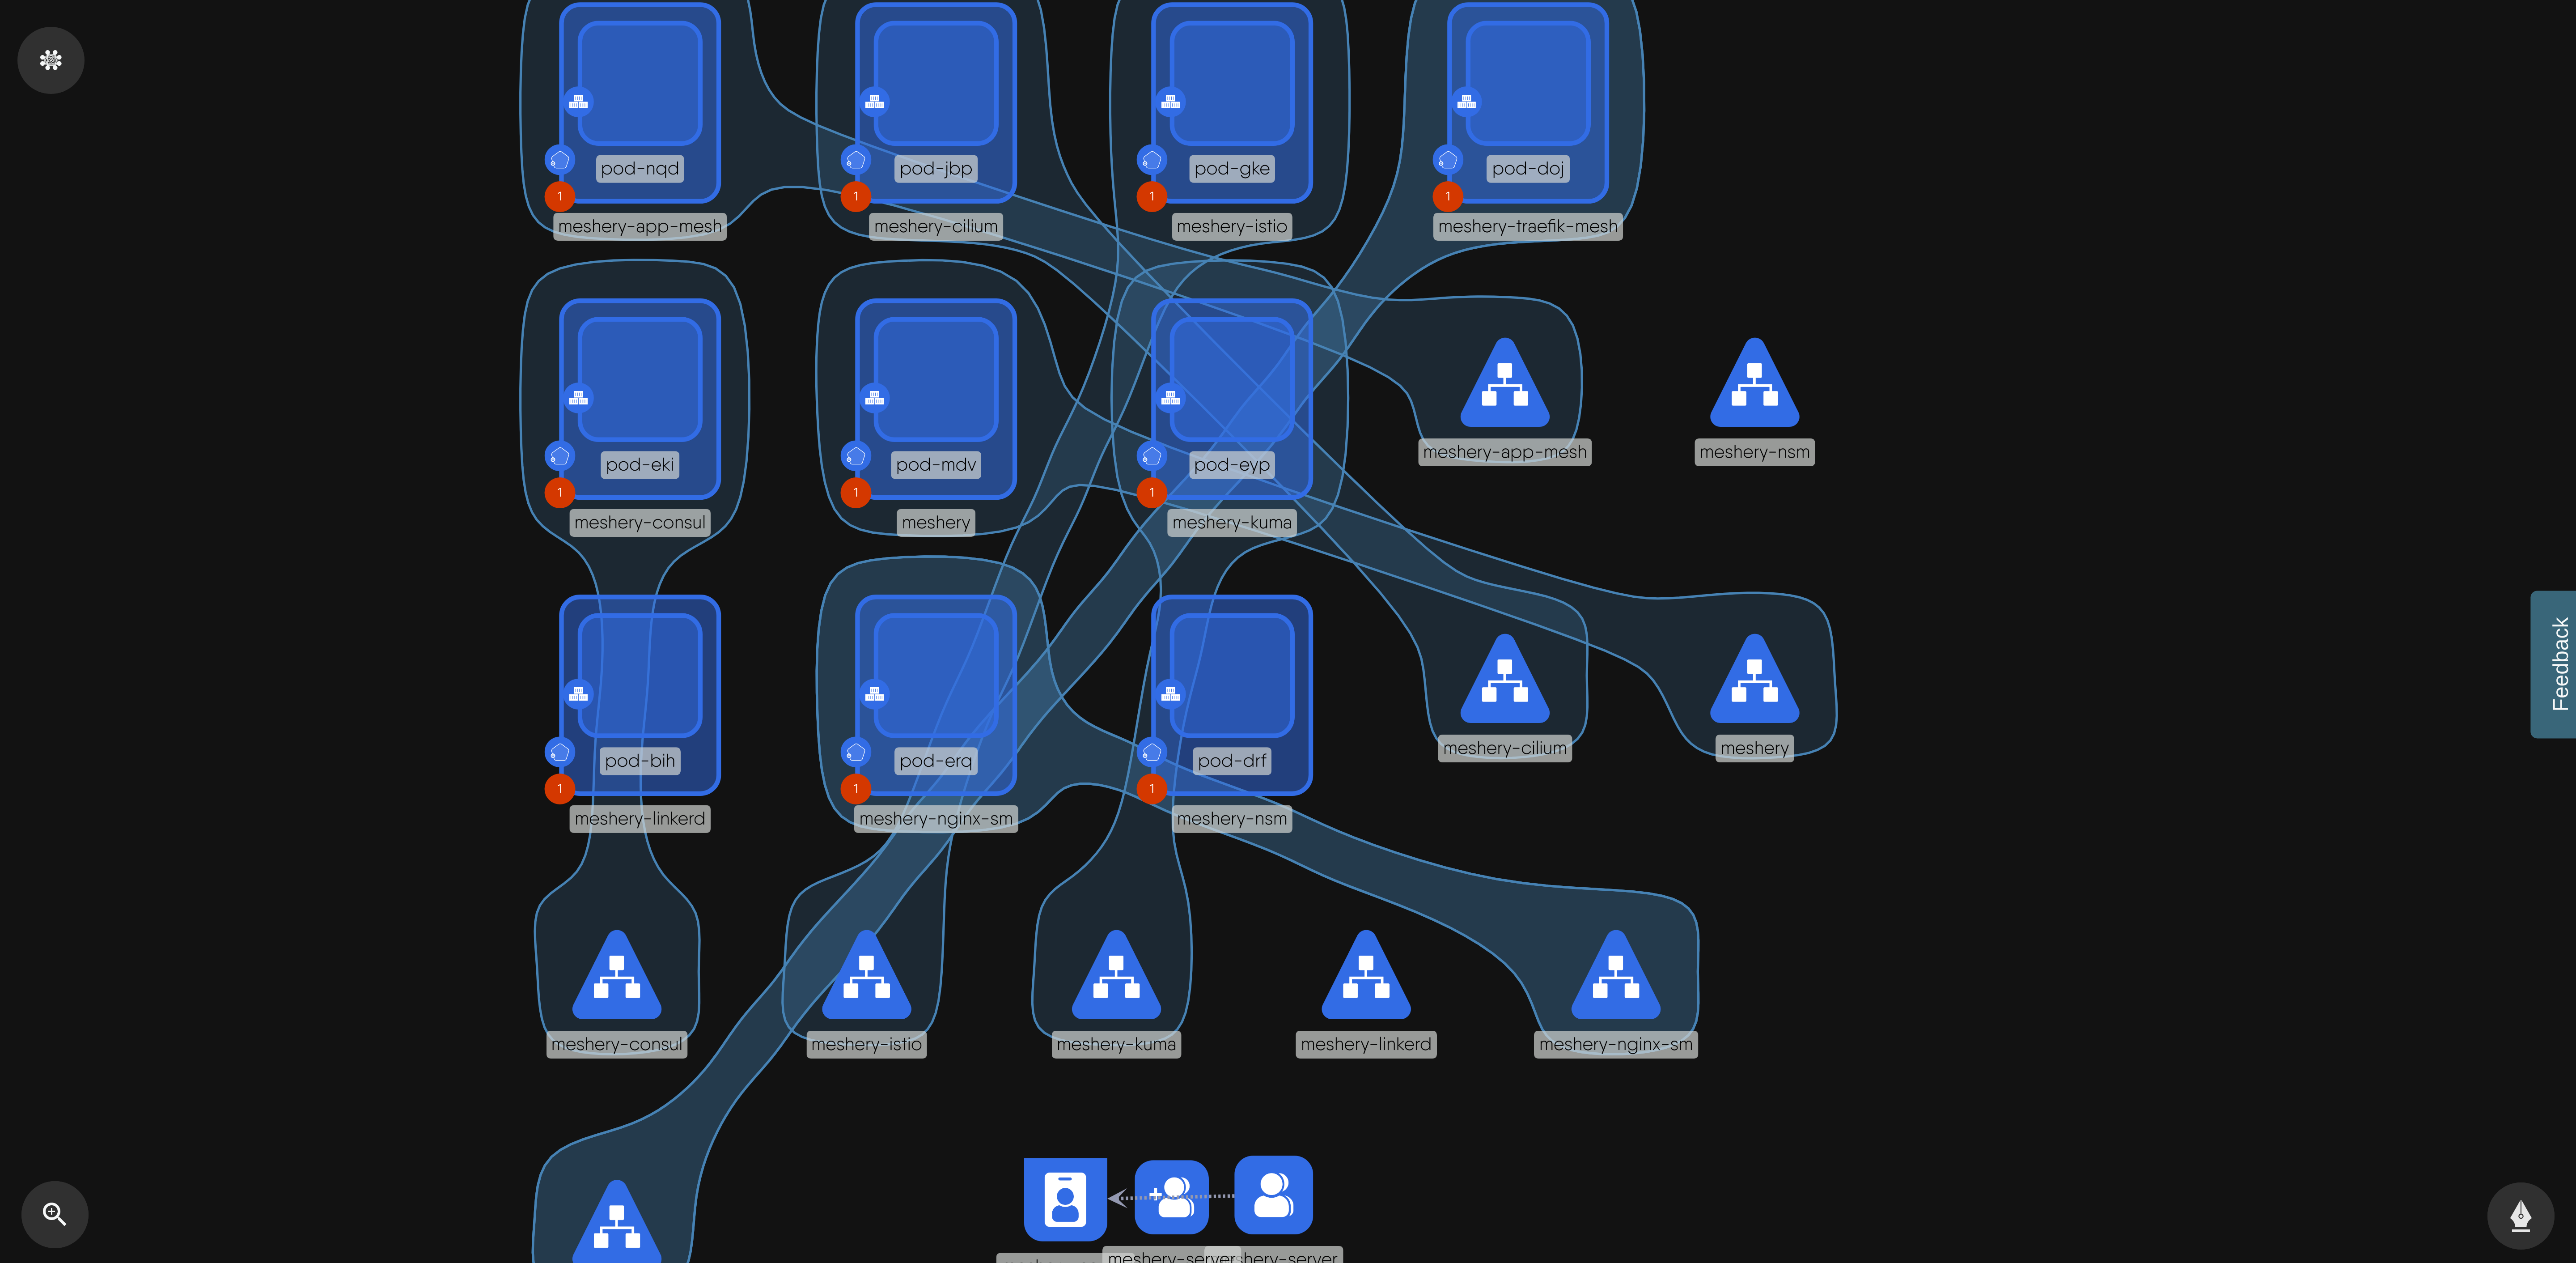 pod-nqd
pod-jbp
pod-gke
pod-doj
1
1
1
1
meshery-app-mesh
meshery-cilium
meshery-istio
meshery-traefik-mesh
pod-eki
pod-mdv
pod-eyp
meshery-app-mesh
meshery-nsm
1
1
1
meshery-consul
meshery
meshery-kuma
Feedback
pod-bih
pod-erq
pod-drf
meshery-cilium
meshery
1
1
1
meshery-linkerd
meshery-nginx-sm
meshery-nsm
meshery-consul
meshery-istio
meshery-kuma
meshery-linkerd
meshery-nginx-sm
meshery-server